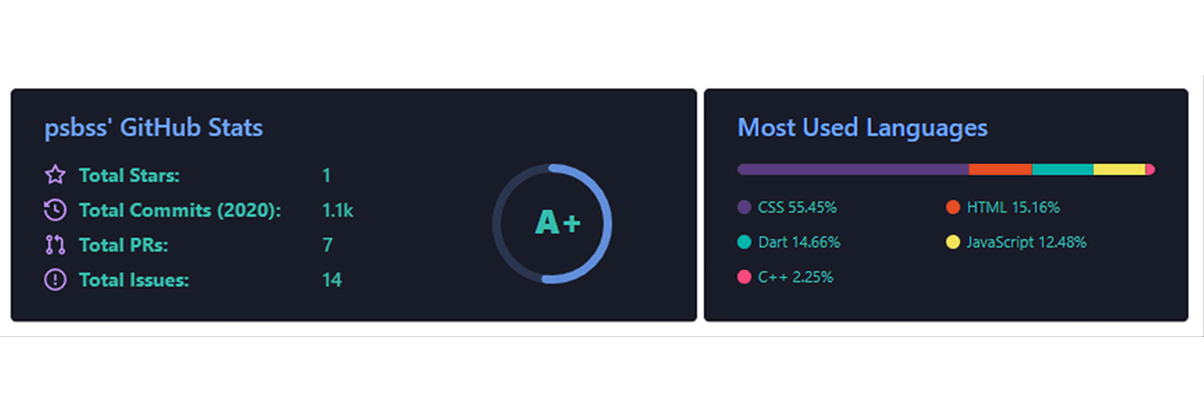 psbss' GitHub Stats
Total Stars: 1
Total Commits (2020): 1.1k
Total PRs: 7
Total Issues: 14
A+
Most Used Languages
CSS 55.45%
HTML 15.16%
Dart 14.66%
JavaScript 12.48%
C++ 2.25%